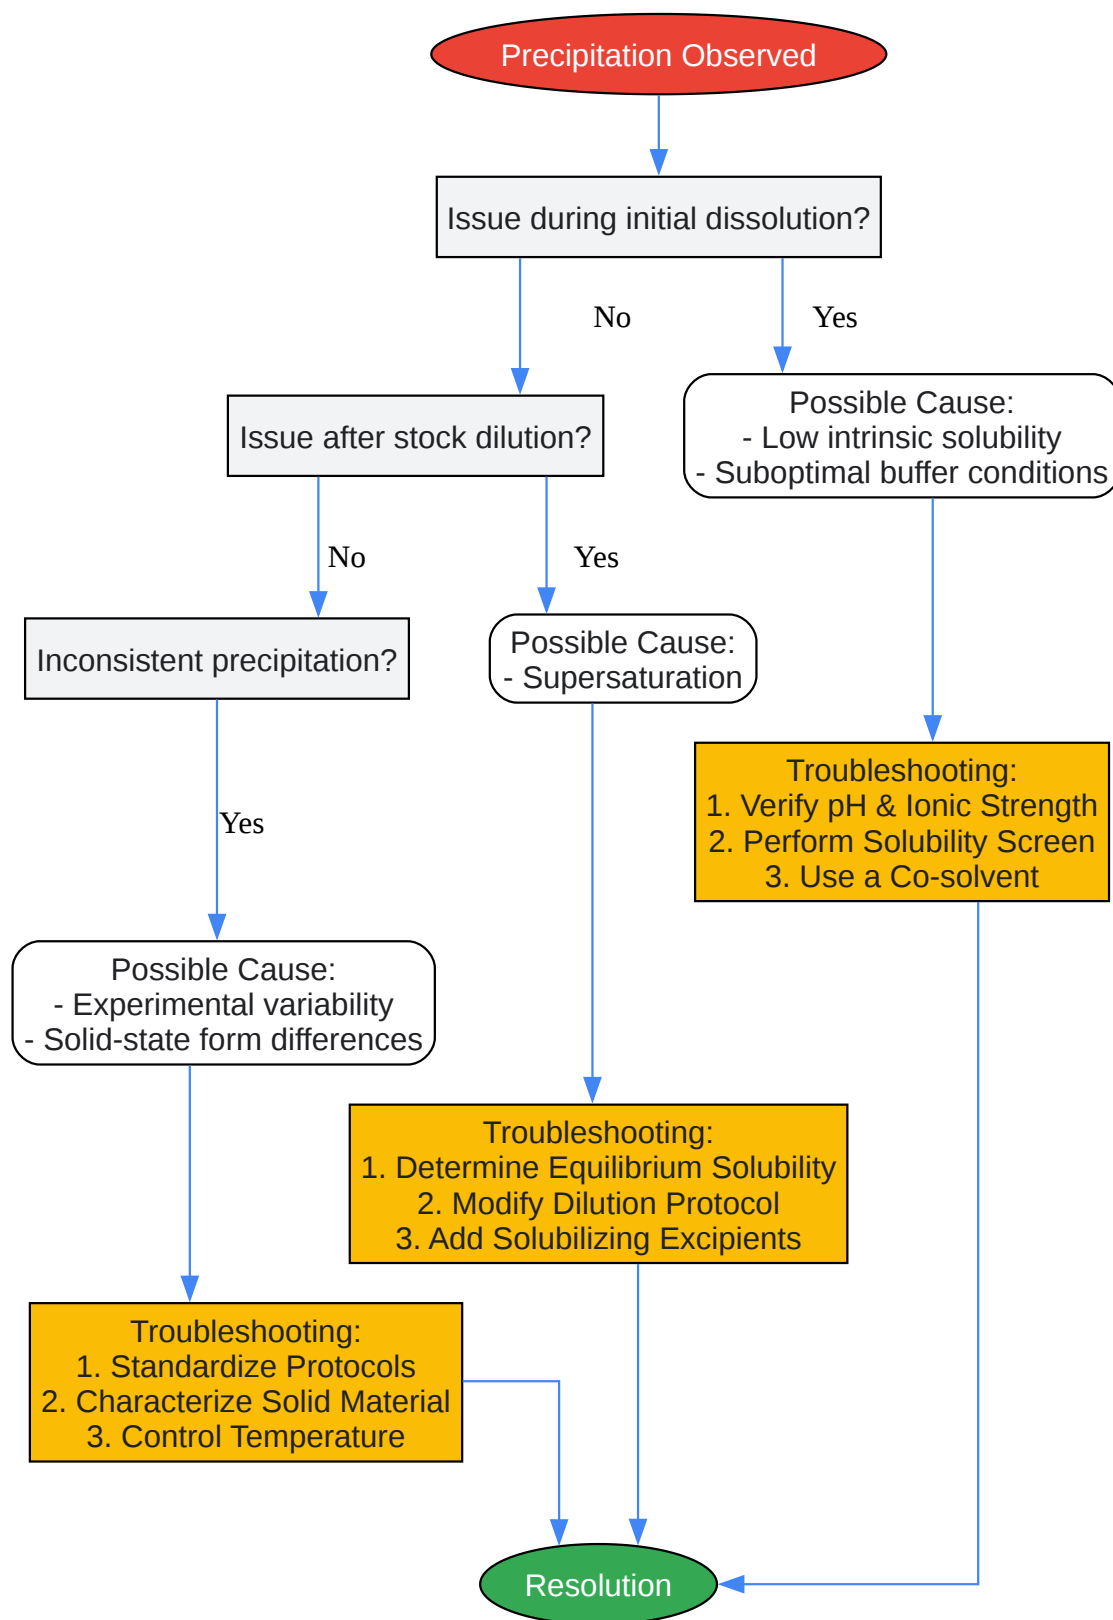 Precipitation Observed
Issue during initial dissolution?
No
Yes
Possible Cause:
- Low intrinsic solubility
- Suboptimal buffer conditions
Issue after stock dilution?
No
Yes
Possible Cause:
- Supersaturation
Inconsistent precipitation?
Troubleshooting:
1. Verify pH & Ionic Strength
2. Perform Solubility Screen
3. Use a Co-solvent
Yes
Possible Cause:
- Experimental variability
- Solid-state form differences
Troubleshooting:
1. Determine Equilibrium Solubility
2. Modify Dilution Protocol
3. Add Solubilizing Excipients
Troubleshooting:
1. Standardize Protocols
2. Characterize Solid Material
3. Control Temperature
Resolution